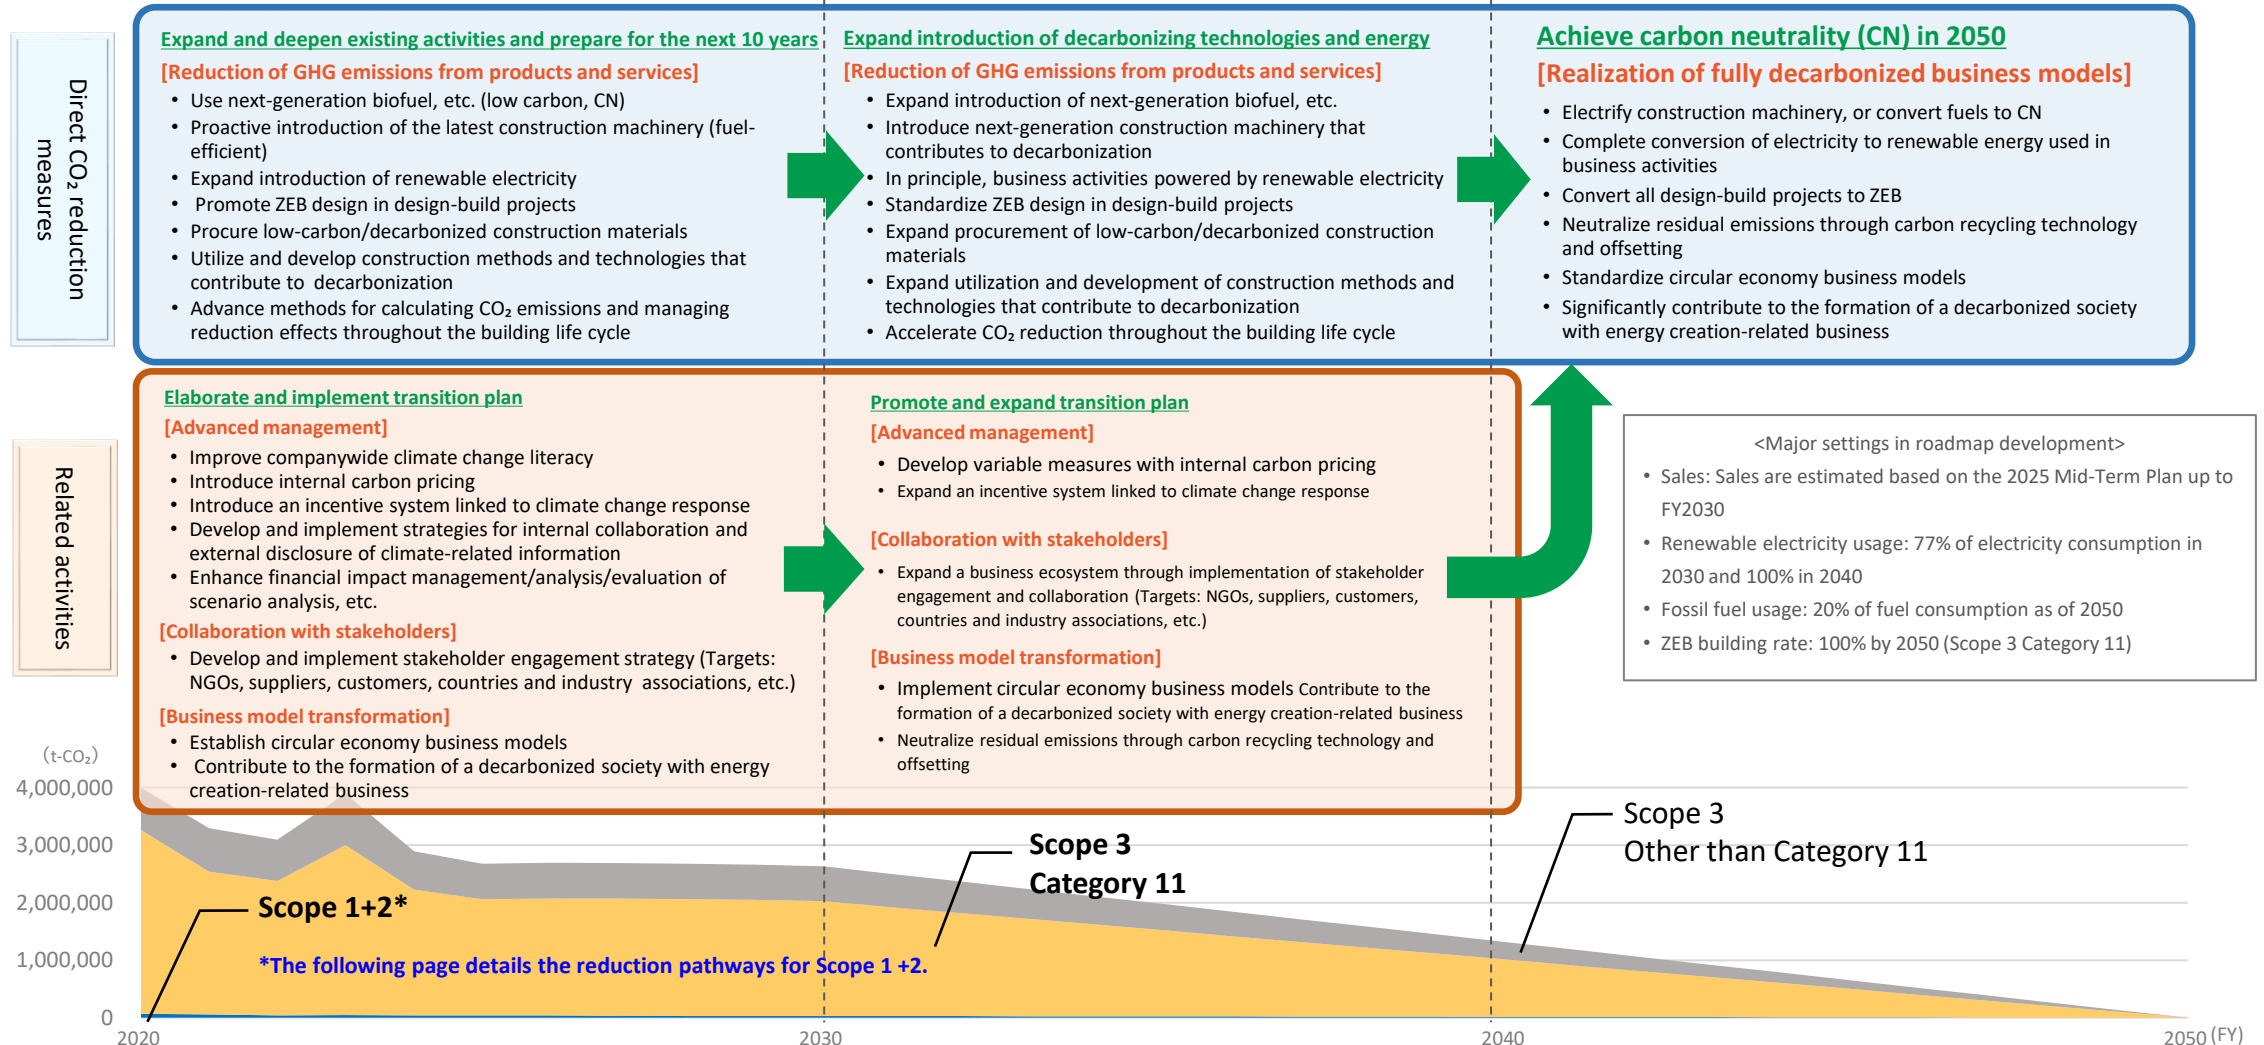 Direct CO₂ reduction
measures
Expand and deepen existing activities and prepare for the next 10 years
[Reduction of GHG emissions from products and services]
• Use next-generation biofuel, etc. (low carbon, CN)
• Proactive introduction of the latest construction machinery (fuel-
efficient)
• Expand introduction of renewable electricity
• Promote ZEB design in design-build projects
• Procure low-carbon/decarbonized construction materials
• Utilize and develop construction methods and technologies that
contribute to decarbonization
• Advance methods for calculating CO₂ emissions and managing
reduction effects throughout the building life cycle
Expand introduction of decarbonizing technologies and energy
[Reduction of GHG emissions from products and services]
• Expand introduction of next-generation biofuel, etc.
• Introduce next-generation construction machinery that
contributes to decarbonization
• In principle, business activities powered by renewable electricity
• Standardize ZEB design in design-build projects
• Expand procurement of low-carbon/decarbonized construction
materials
• Expand utilization and development of construction methods and
technologies that contribute to decarbonization
• Accelerate CO₂ reduction throughout the building life cycle
Achieve carbon neutrality (CN) in 2050
[Realization of fully decarbonized business models]
• Electrify construction machinery, or convert fuels to CN
• Complete conversion of electricity to renewable energy used in
business activities
• Convert all design-build projects to ZEB
• Neutralize residual emissions through carbon recycling technology
and offsetting
• Standardize circular economy business models
• Significantly contribute to the formation of a decarbonized society
with energy creation-related business
Related activities
Elaborate and implement transition plan
[Advanced management]
• Improve companywide climate change literacy
• Introduce internal carbon pricing
• Introduce an incentive system linked to climate change response
• Develop and implement strategies for internal collaboration and
external disclosure of climate-related information
• Enhance financial impact management/analysis/evaluation of
scenario analysis, etc.
[Collaboration with stakeholders]
• Develop and implement stakeholder engagement strategy (Targets:
NGOs, suppliers, customers, countries and industry associations, etc.)
[Business model transformation]
• Establish circular economy business models
• Contribute to the formation of a decarbonized society with energy
creation-related business
Promote and expand transition plan
[Advanced management]
• Develop variable measures with internal carbon pricing
• Expand an incentive system linked to climate change response
[Collaboration with stakeholders]
• Expand a business ecosystem through implementation of stakeholder
engagement and collaboration (Targets: NGOs, suppliers, customers,
countries and industry associations, etc.)
[Business model transformation]
• Implement circular economy business models Contribute to the
formation of a decarbonized society with energy creation-related business
• Neutralize residual emissions through carbon recycling technology and
offsetting
<Major settings in roadmap development>
• Sales: Sales are estimated based on the 2025 Mid-Term Plan up to
FY2030
• Renewable electricity usage: 77% of electricity consumption in
2030 and 100% in 2040
• Fossil fuel usage: 20% of fuel consumption as of 2050
• ZEB building rate: 100% by 2050 (Scope 3 Category 11)
（t-CO₂）
4,000,000
3,000,000
2,000,000
1,000,000
0
Scope 1+2*
*The following page details the reduction pathways for Scope 1 +2.
Scope 3
Category 11
Scope 3
Other than Category 11
2020
2030
2040
2050 (FY)